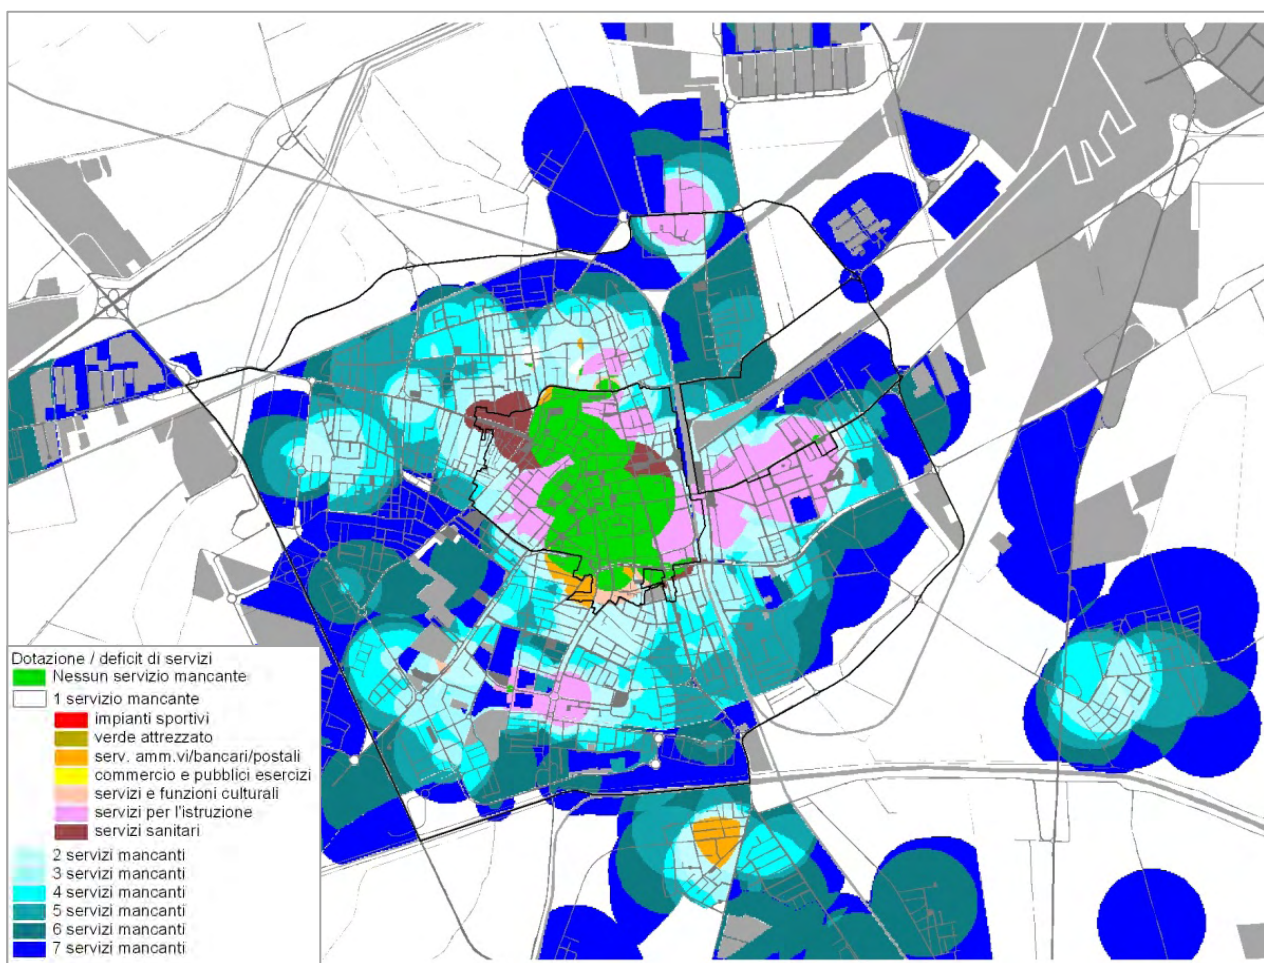 Dotazione / deficit di servizi
Nessun servizio mancante
1 servizio mancante
impianti sportivi
verde attrezzato
serv. amm.vi/bancari/postali
commercio e pubblici esercizi
servizi e funzioni culturali
servizi per l'istruzione
servizi sanitari
2 servizi mancanti
3 servizi mancanti
4 servizi mancanti
5 servizi mancanti
6 servizi mancanti
7 servizi mancanti